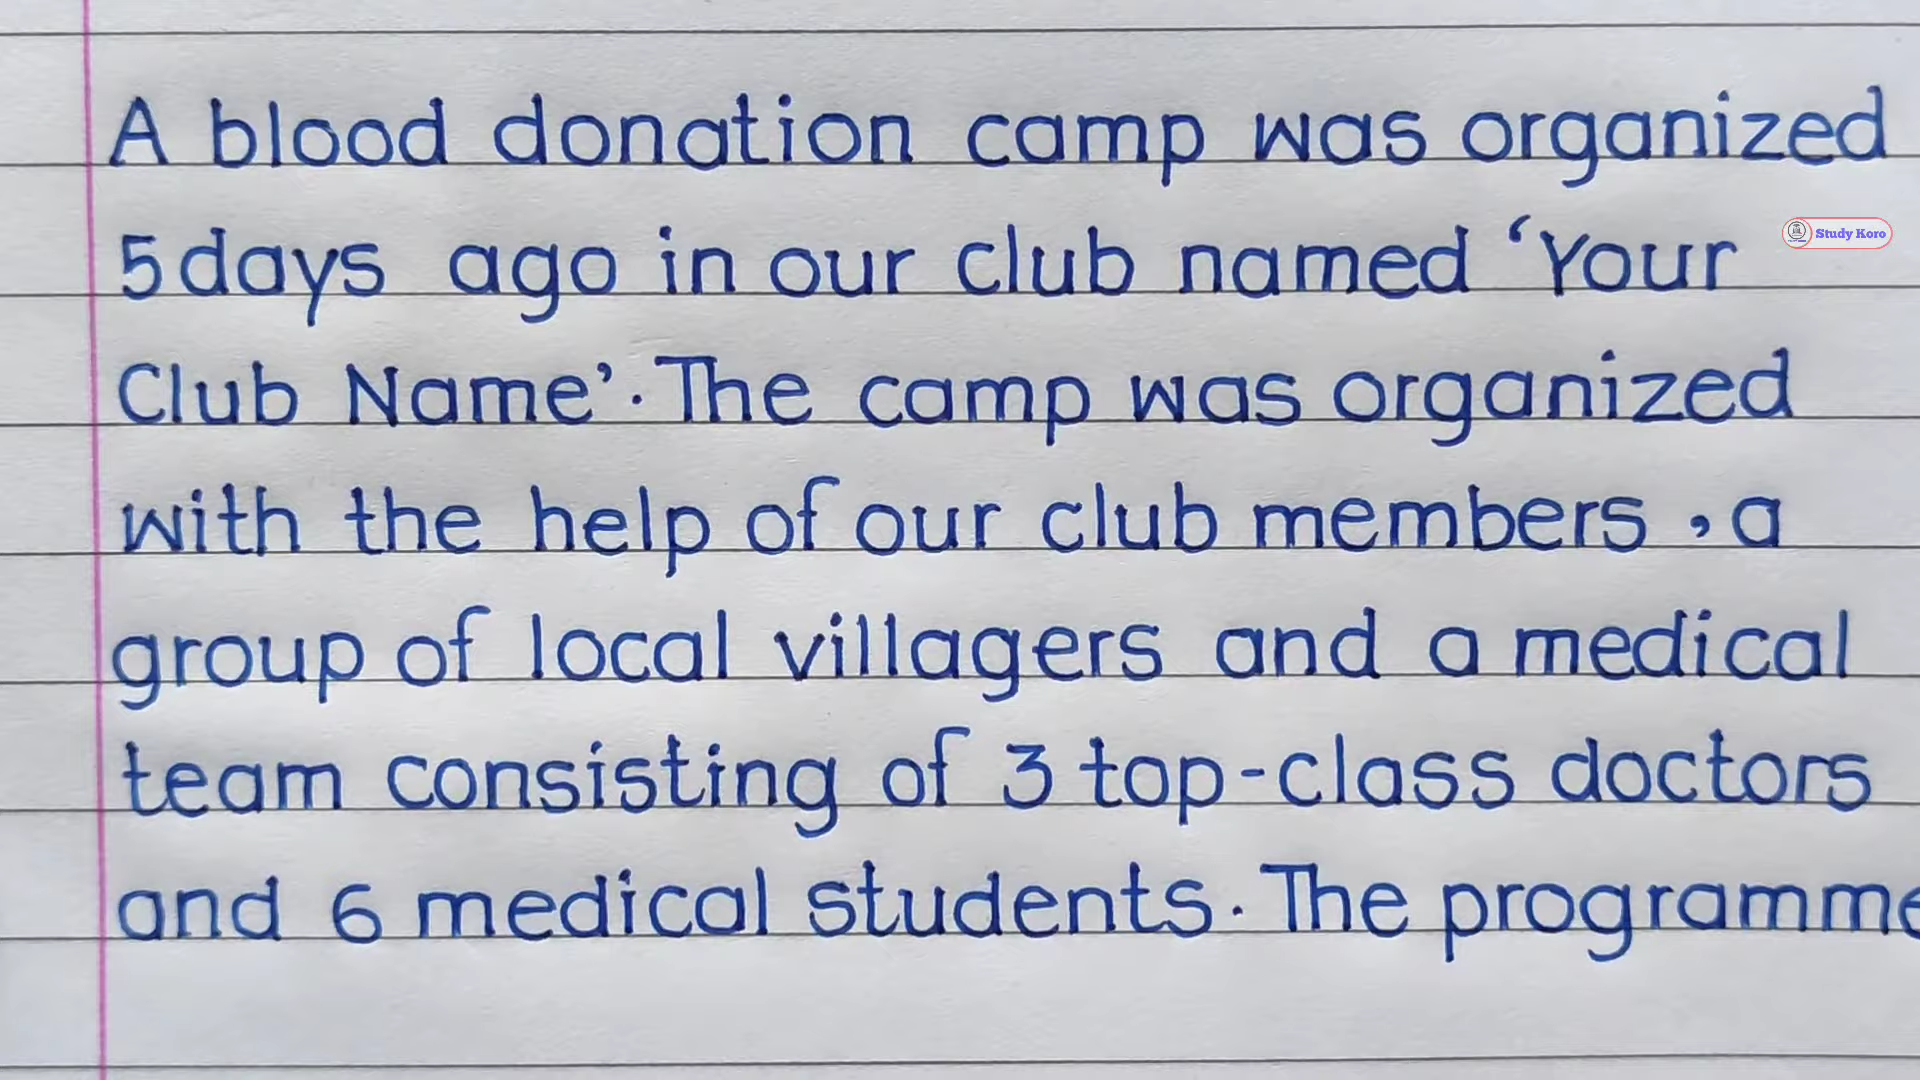 A blood donation camp was organized
5 days ago in our club named ‘Your
Study Koro
Club Name’. The camp was organized
with the help of our club members , a
group of local villagers and a medical
team consisting of 3 top-class doctors
and 6 medical students. The programme